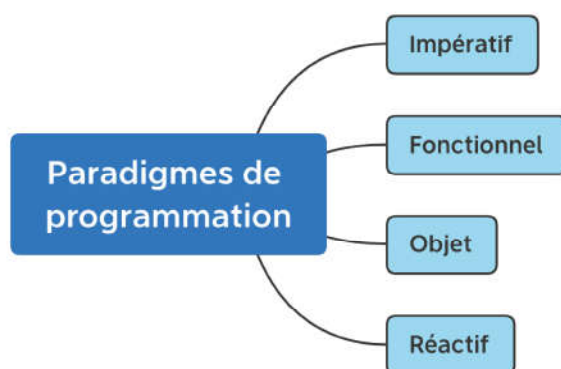 Impératif
Fonctionnel
Paradigmes de
programmation
Objet
Réactif